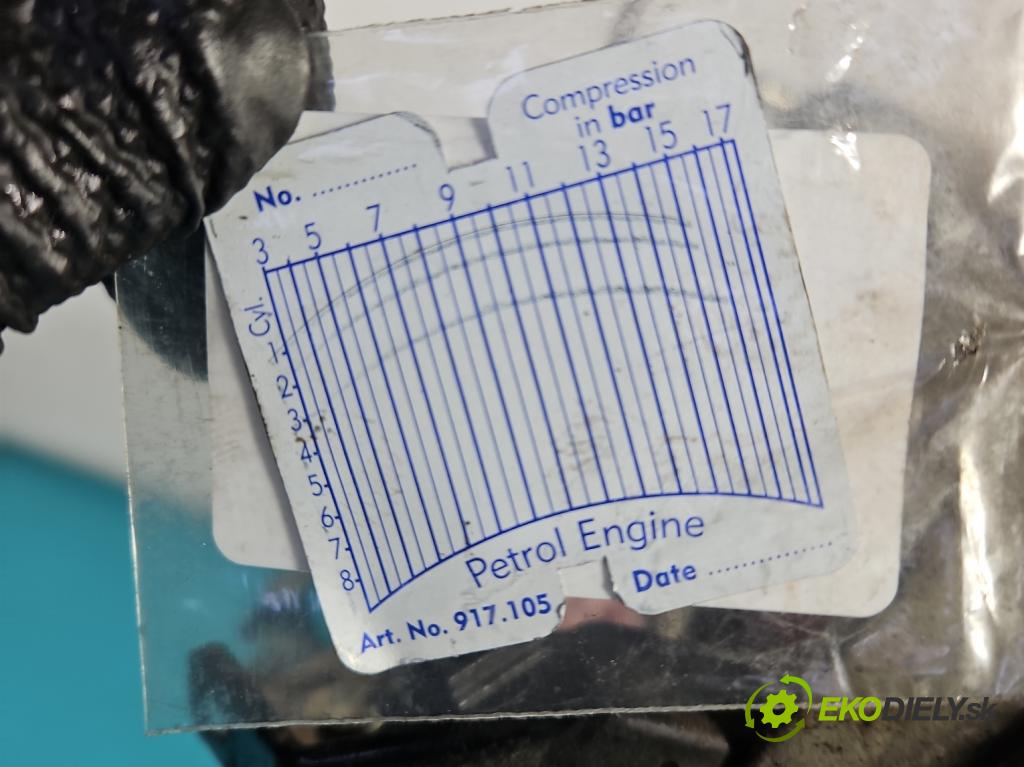 Compression
in bar
No. ....................
3 5 7 9 11 13 15 17
Cyl.
1
2
3
4
5
6
7
8
Petrol Engine
Art. No. 917.105
Date ....................
EKODIELY.sk